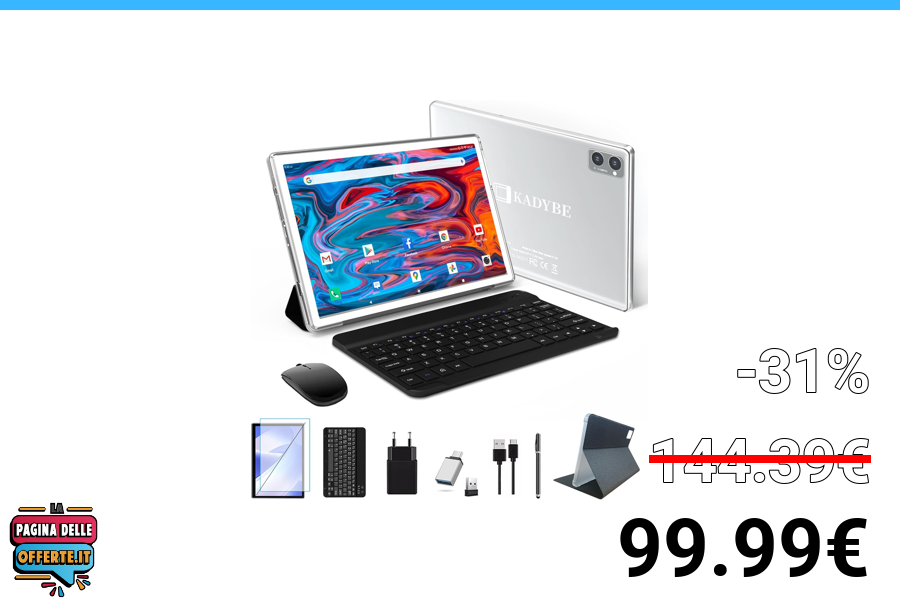 KADYBE
-31%
144.39€
99.99€
LA
PAGINA DELLE
OFFERTE.IT